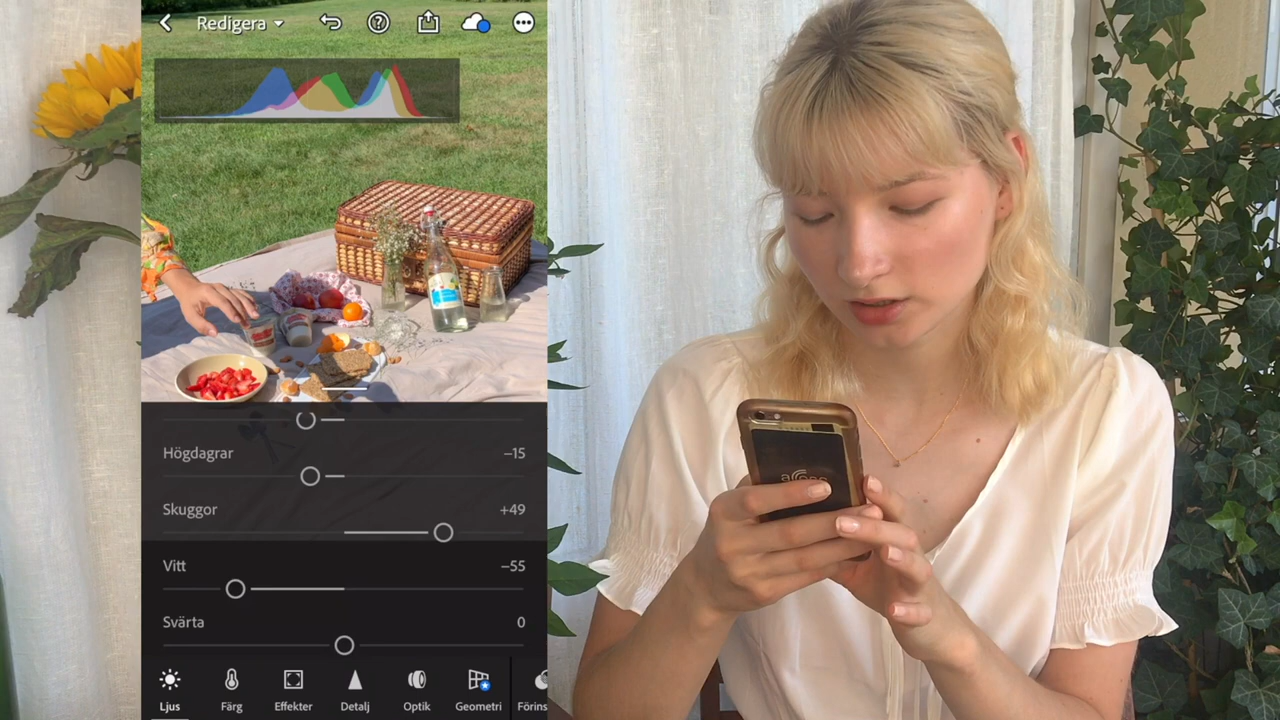 Redigera
Högdagrar −15
Skuggor +49
Vitt −55
Svärta 0
Ljus Färg Effekter Detalj Optik Geometri Förins